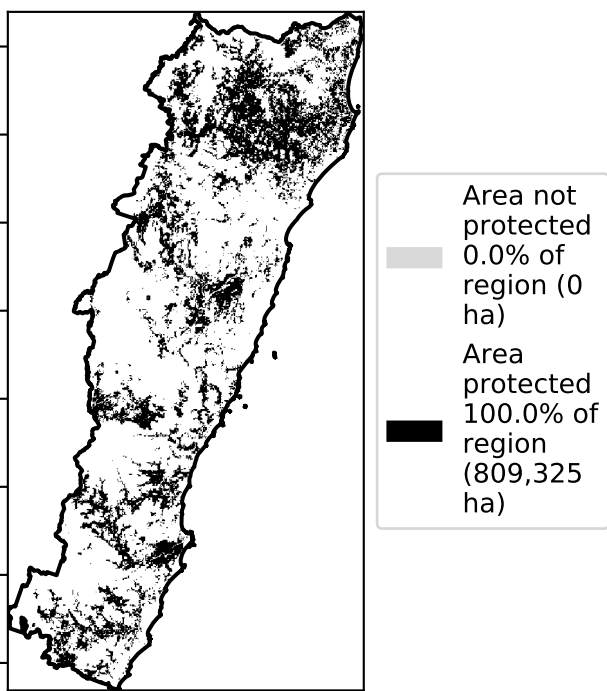 Area not
protected
0.0% of
region (0
ha)
Area
protected
100.0% of
region
(809,325
ha)